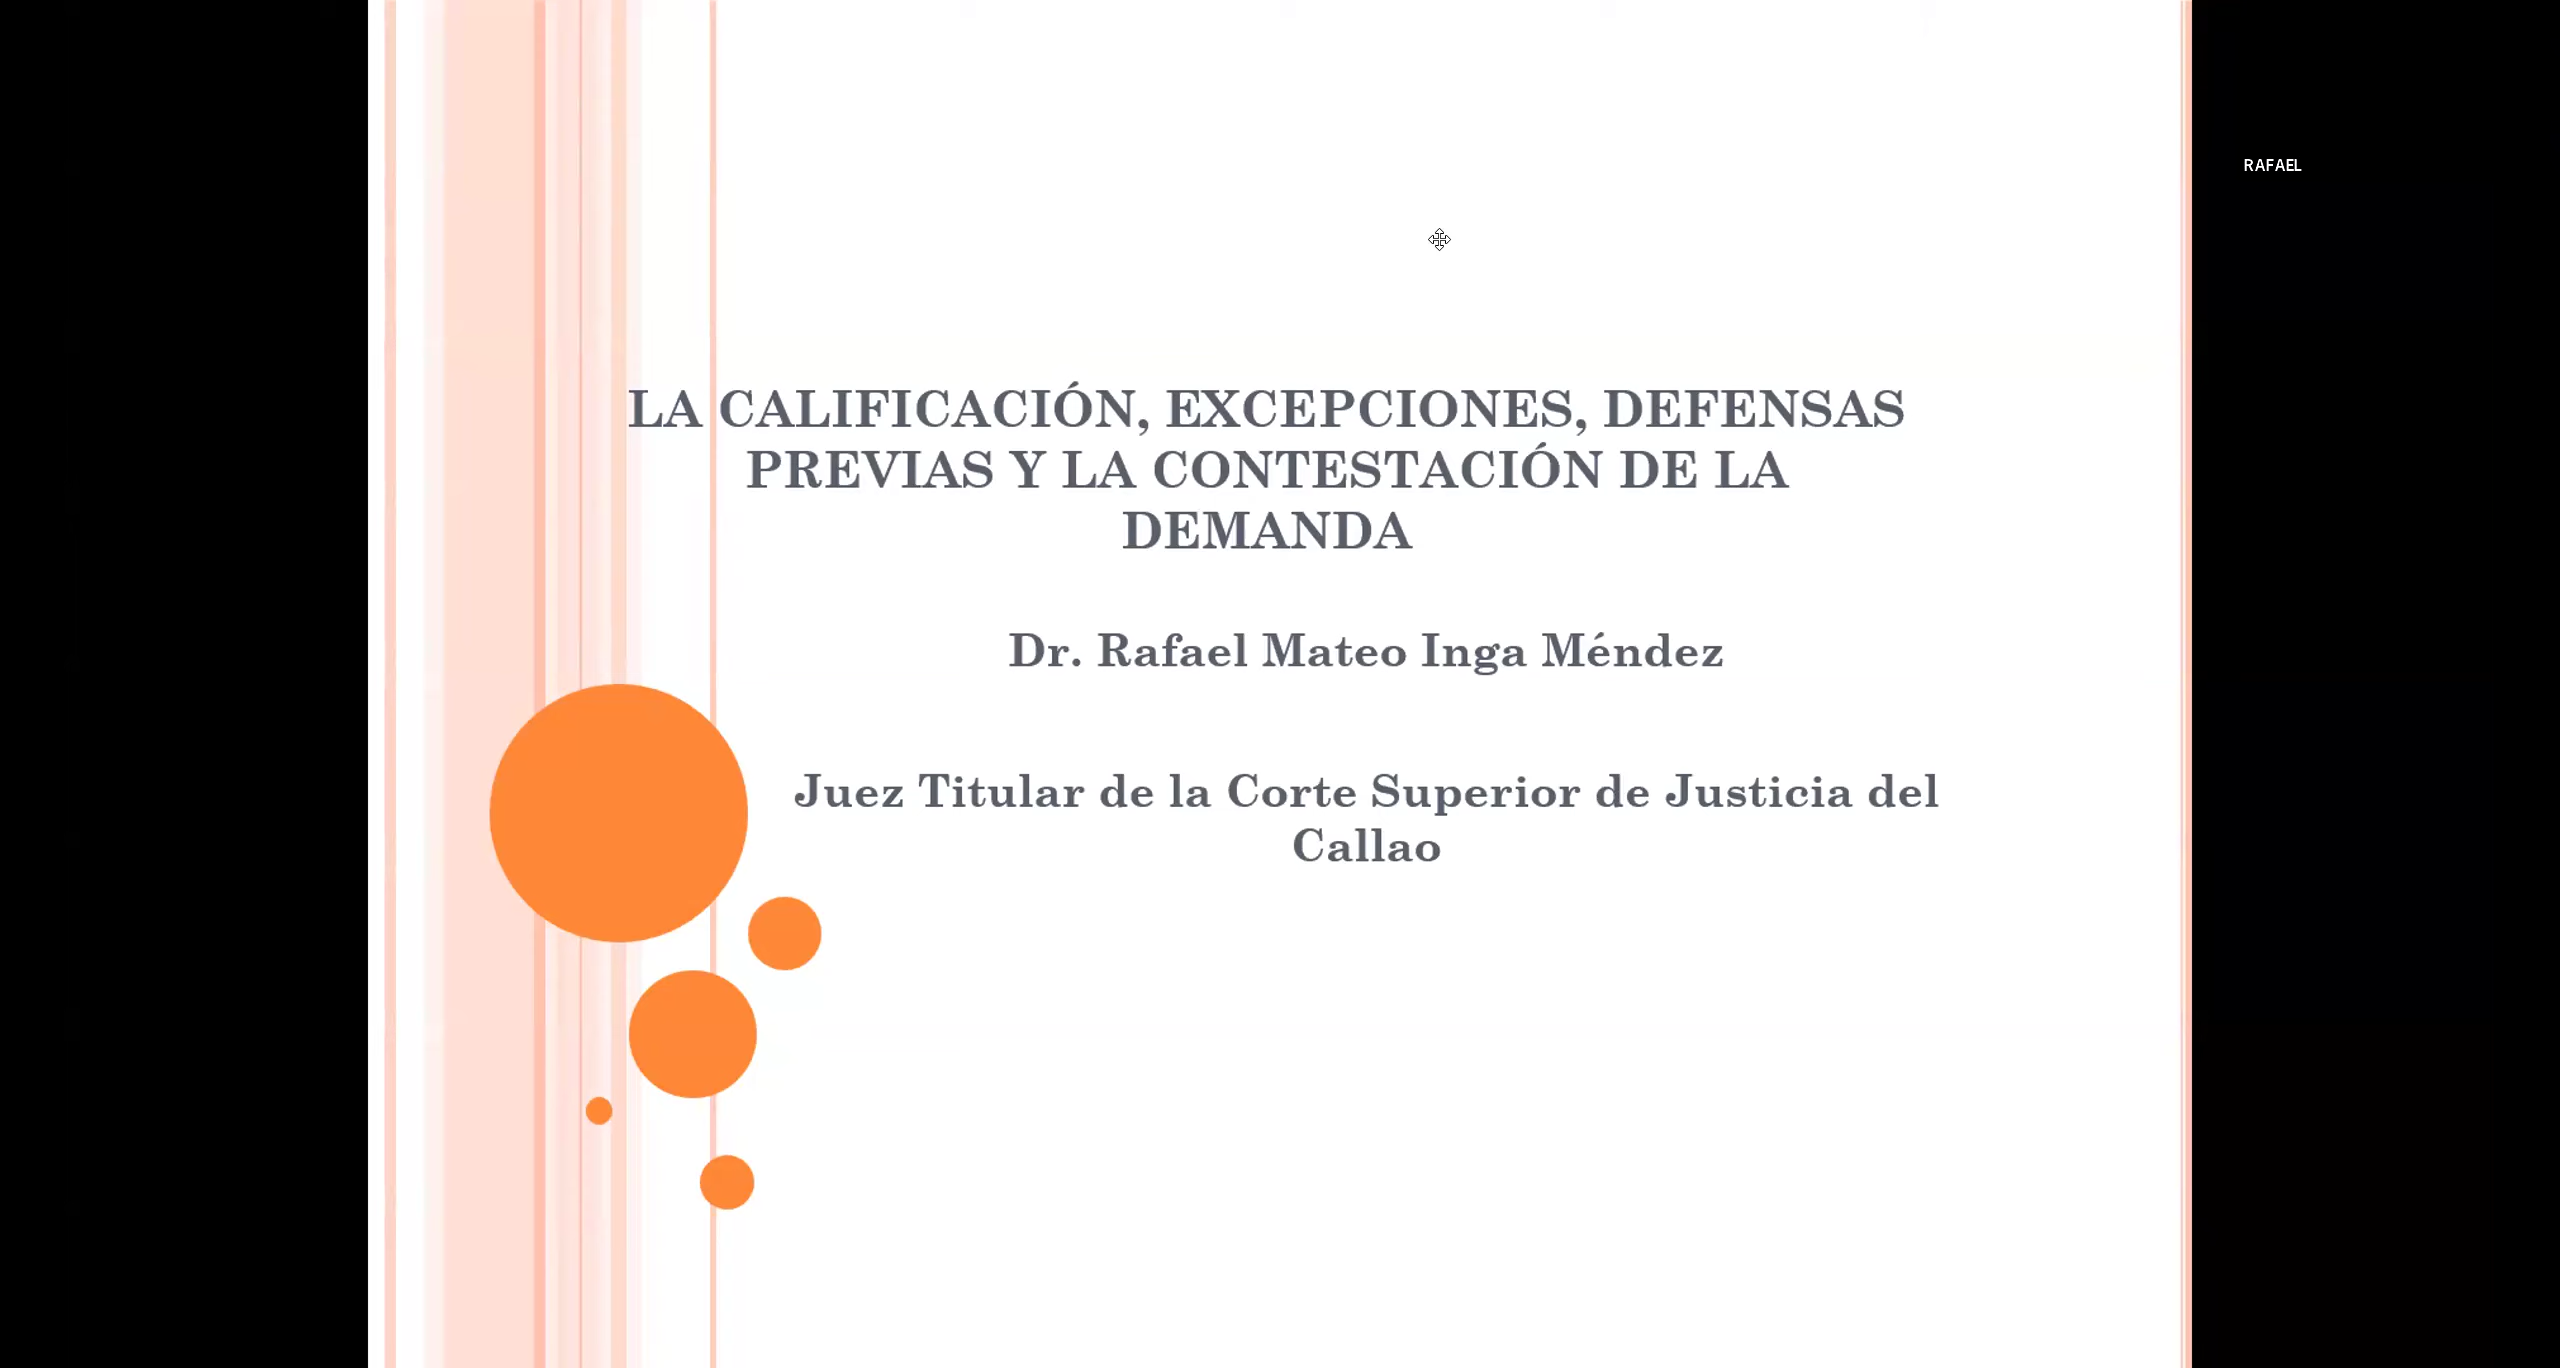 LA CALIFICACIÓN, EXCEPCIONES, DEFENSAS
PREVIAS Y LA CONTESTACIÓN DE LA
DEMANDA
Dr. Rafael Mateo Inga Méndez
Juez Titular de la Corte Superior de Justicia del
Callao
RAFAEL